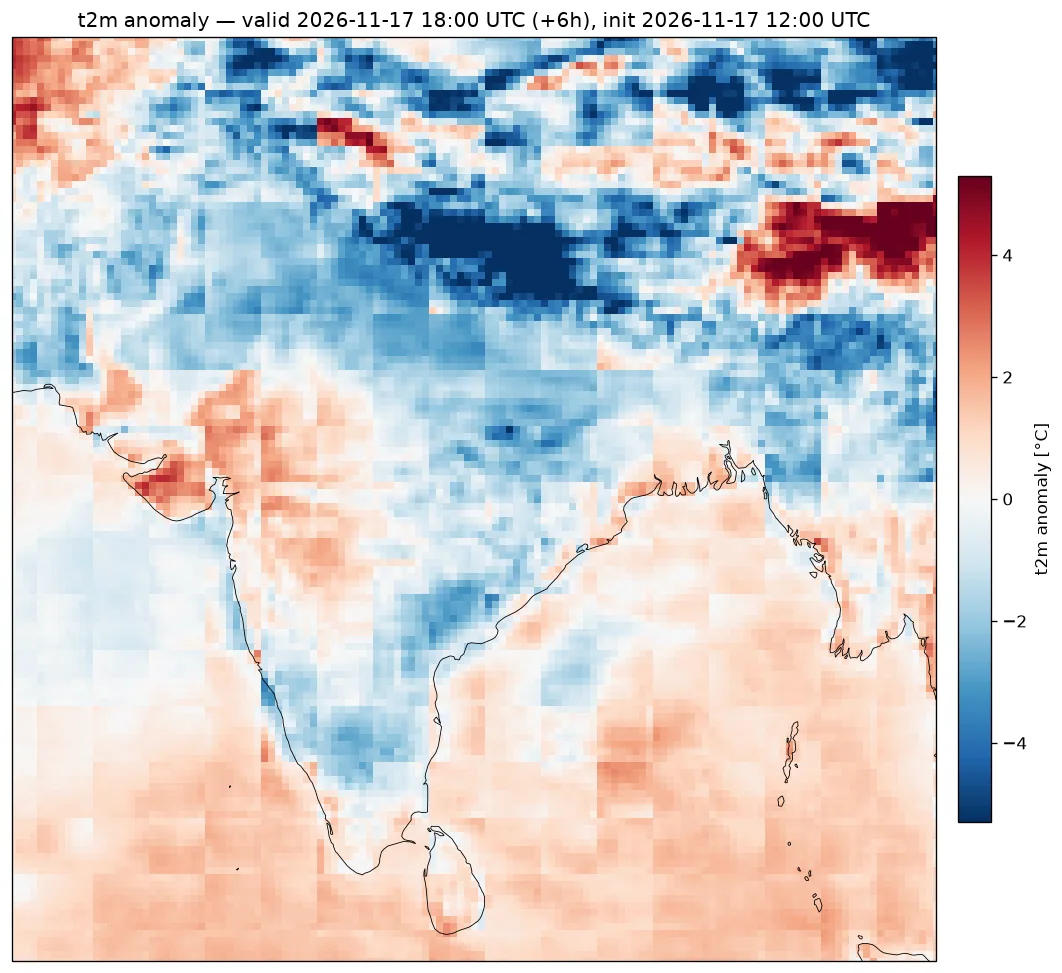 t2m anomaly — valid 2026-11-17 18:00 UTC (+6h), init 2026-11-17 12:00 UTC
4
2
0
−2
−4
t2m anomaly [°C]